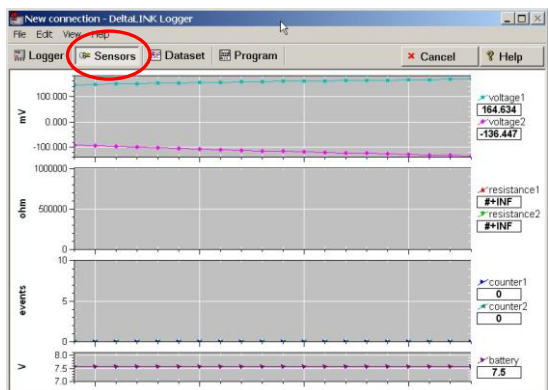 New connection - DeltaLINK Logger
File Edit View Help
Logger Sensors Dataset Program Cancel Help
100.000
0.000
-100.000
mV
voltage1
164.634
voltage2
-136.447
1000000
500000
0
ohm
resistance1
#+INF
resistance2
#+INF
10
5
0
events
counter1
0
counter2
0
8.0
7.5
7.0
V
battery
7.5